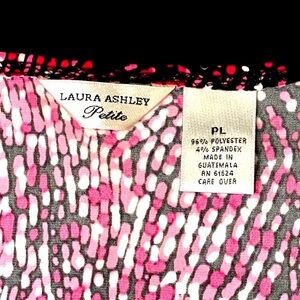 LAURA ASHLEY
Petite
PL
96% POLYESTER
4% SPANDEX
MADE IN
GUATEMALA
RN 61524
CARE OVER